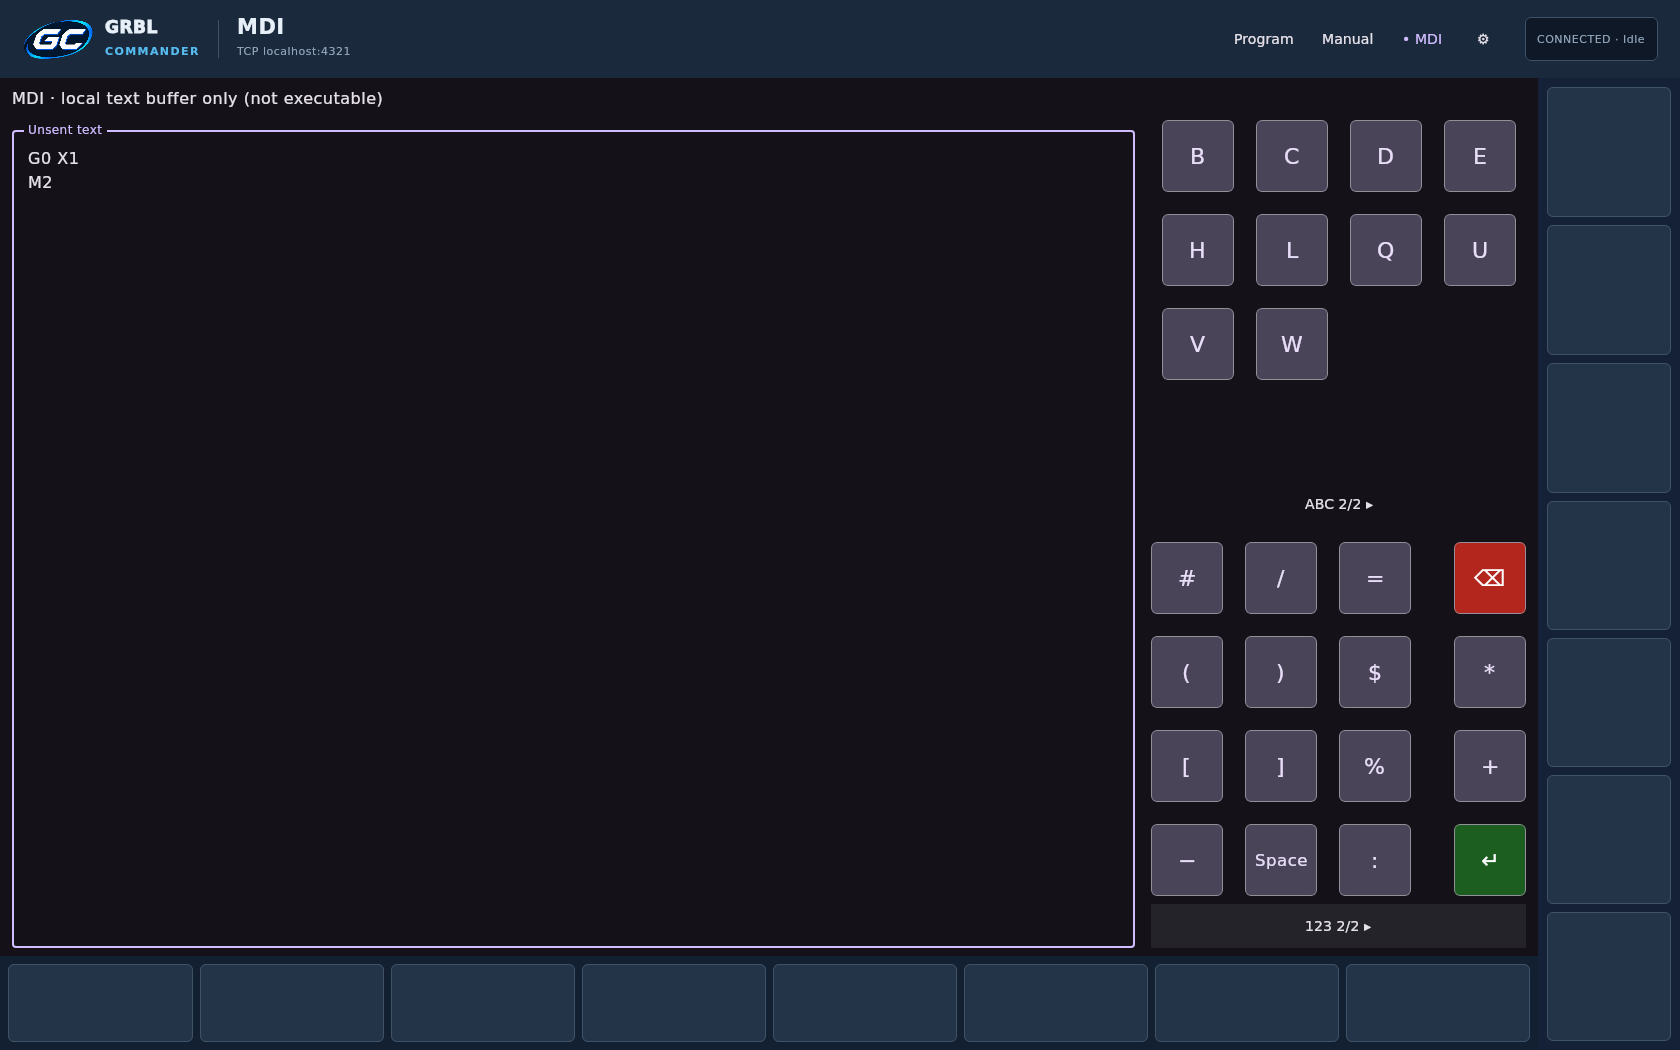 GC
GRBL
COMMANDER
MDI
TCP localhost:4321
Program
Manual
• MDI
⚙
CONNECTED · Idle
MDI · local text buffer only (not executable)
Unsent text
G0 X1
M2
B C D E
H L Q U
V W
ABC 2/2 ▸
# / = ⌫
( ) $ *
[ ] % +
− Space : ↵
123 2/2 ▸